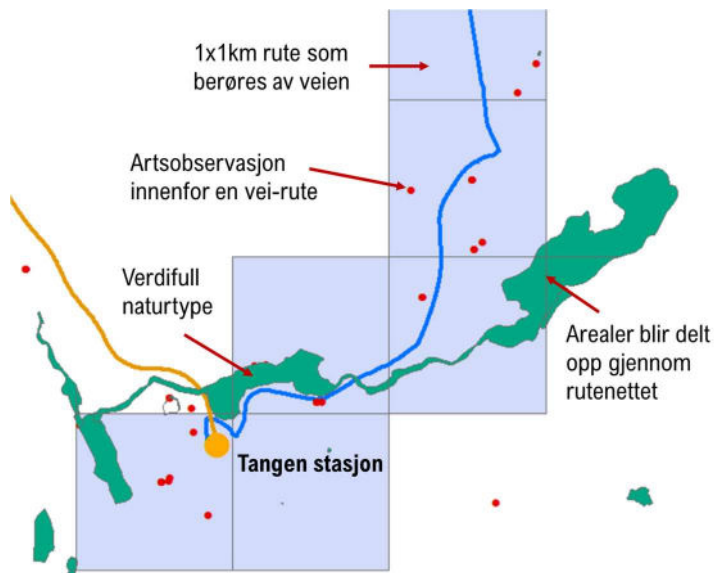 1x1km rute som
berøres av veien
Artsobservasjon
innenfor en vei-rute
Verdifull
naturtype
Arealer blir delt
opp gjennom
rutenettet
Tangen stasjon